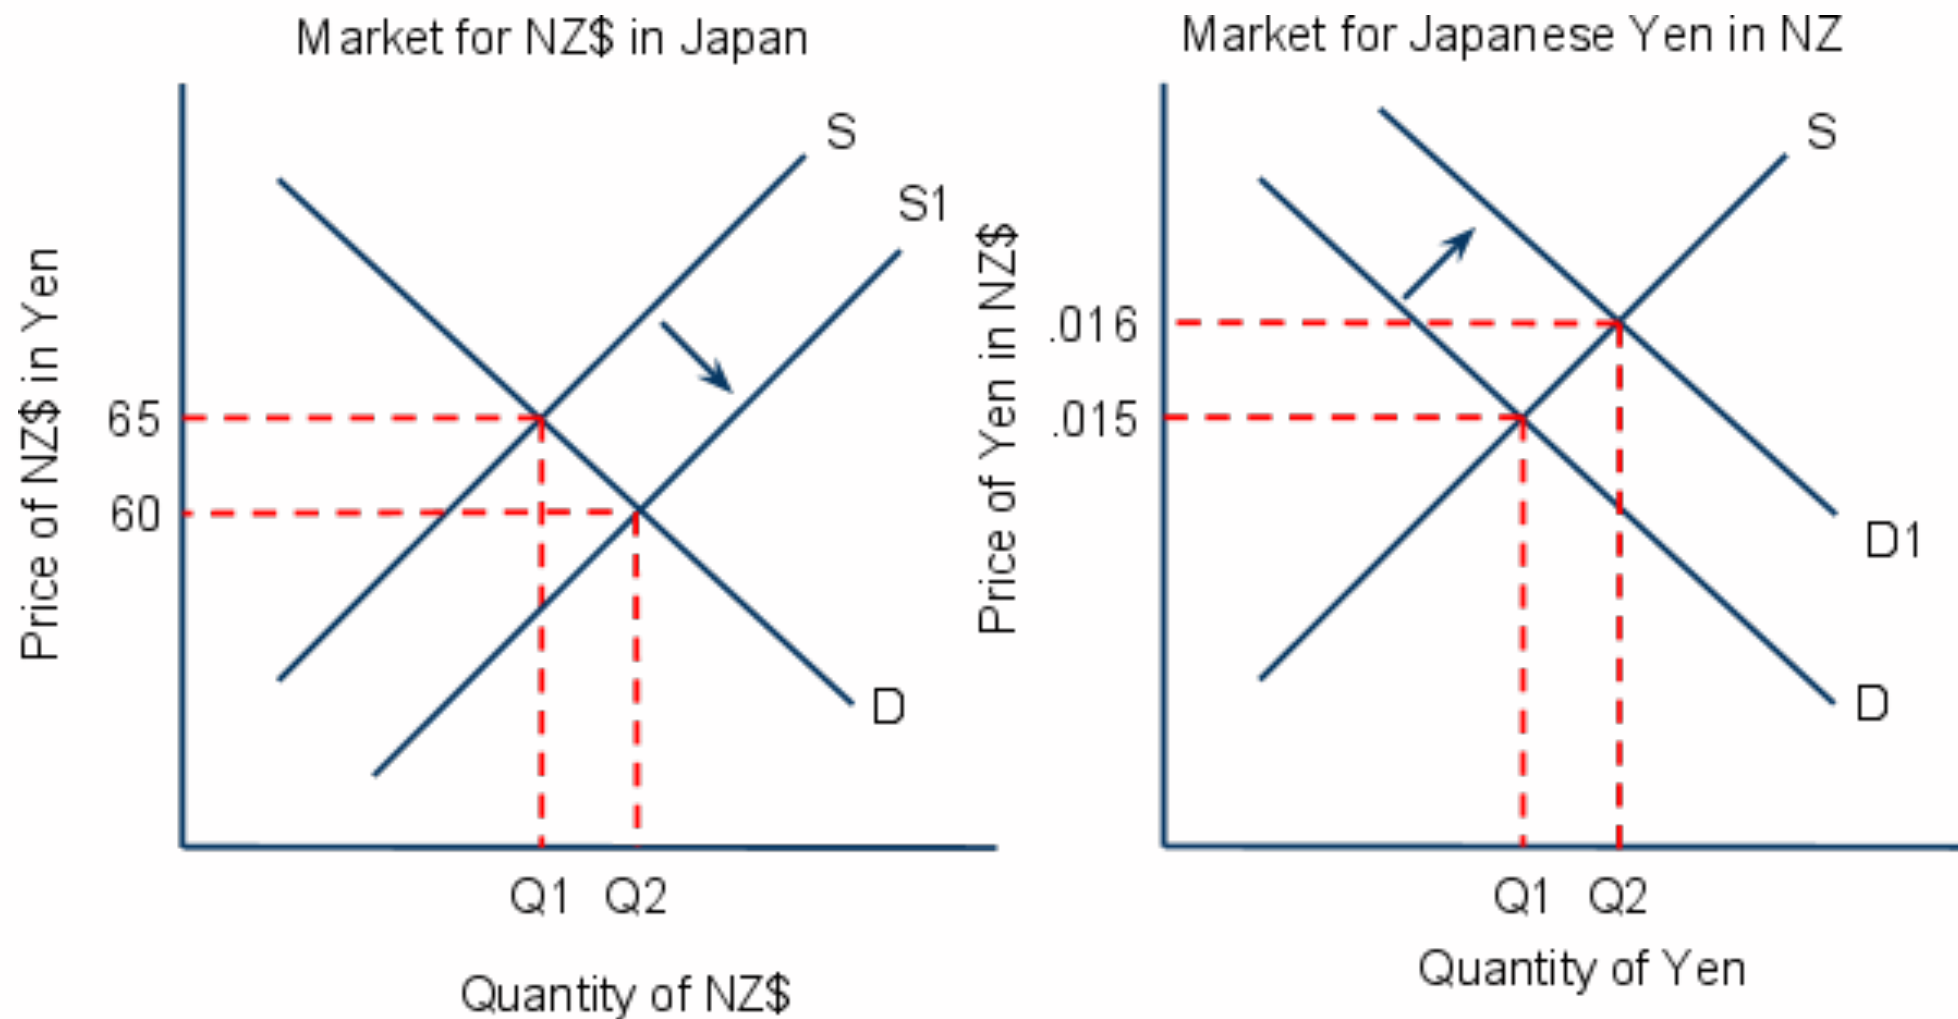 Market for NZ$ in Japan
Price of NZ$ in Yen
S
S1
65
60
D
Q1 Q2
Quantity of NZ$
Market for Japanese Yen in NZ
Price of Yen in NZ$
S
.016
.015
D1
D
Q1 Q2
Quantity of Yen